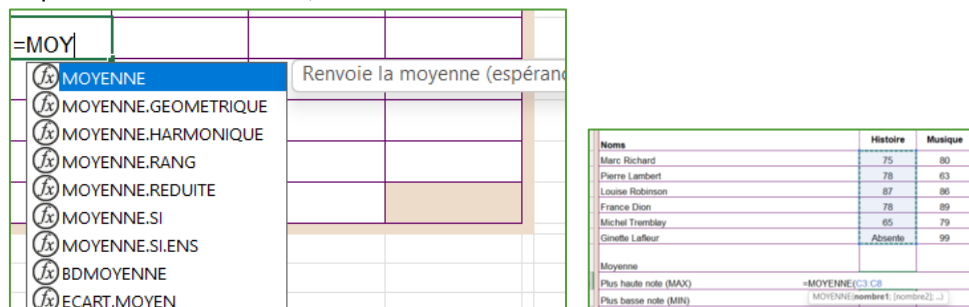 =MOY
MOYENNE
Renvoie la moyenne (espéran
MOYENNE.GEOMETRIQUE
MOYENNE.HARMONIQUE
MOYENNE.RANG
MOYENNE.REDUITE
MOYENNE.SI
MOYENNE.SI.ENS
BDMOYENNE
ECART.MOYEN
Noms Histoire Musique
Marc Richard 75 80
Pierre Lambert 78 63
Louise Robinson 87 86
France Dion 78 89
Michel Tremblay 65 79
Ginette Lafleur Absente 99
Moyenne
Plus haute note (MAX) =MOYENNE(C3:C8
Plus basse note (MIN) MOYENNE(nombre1; [nombre2]; ...)